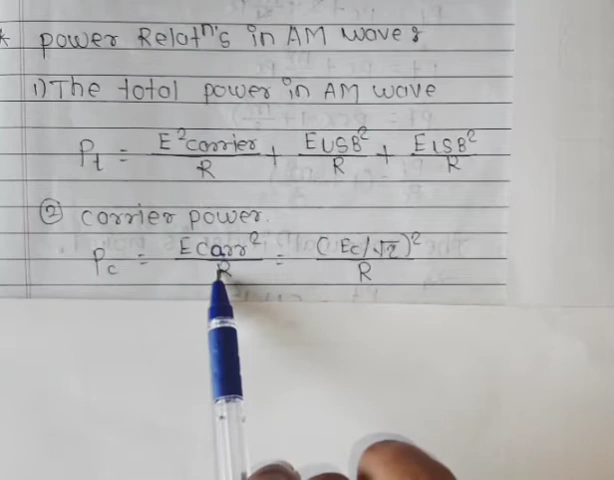 * Power Relatn's in AM wave :
1) The total power in AM wave
Pt = E²carrier/R + EUSB²/R + ELSB²/R
② carrier power.
Pc = Ecarr²/R = (Ec/√2)²/R